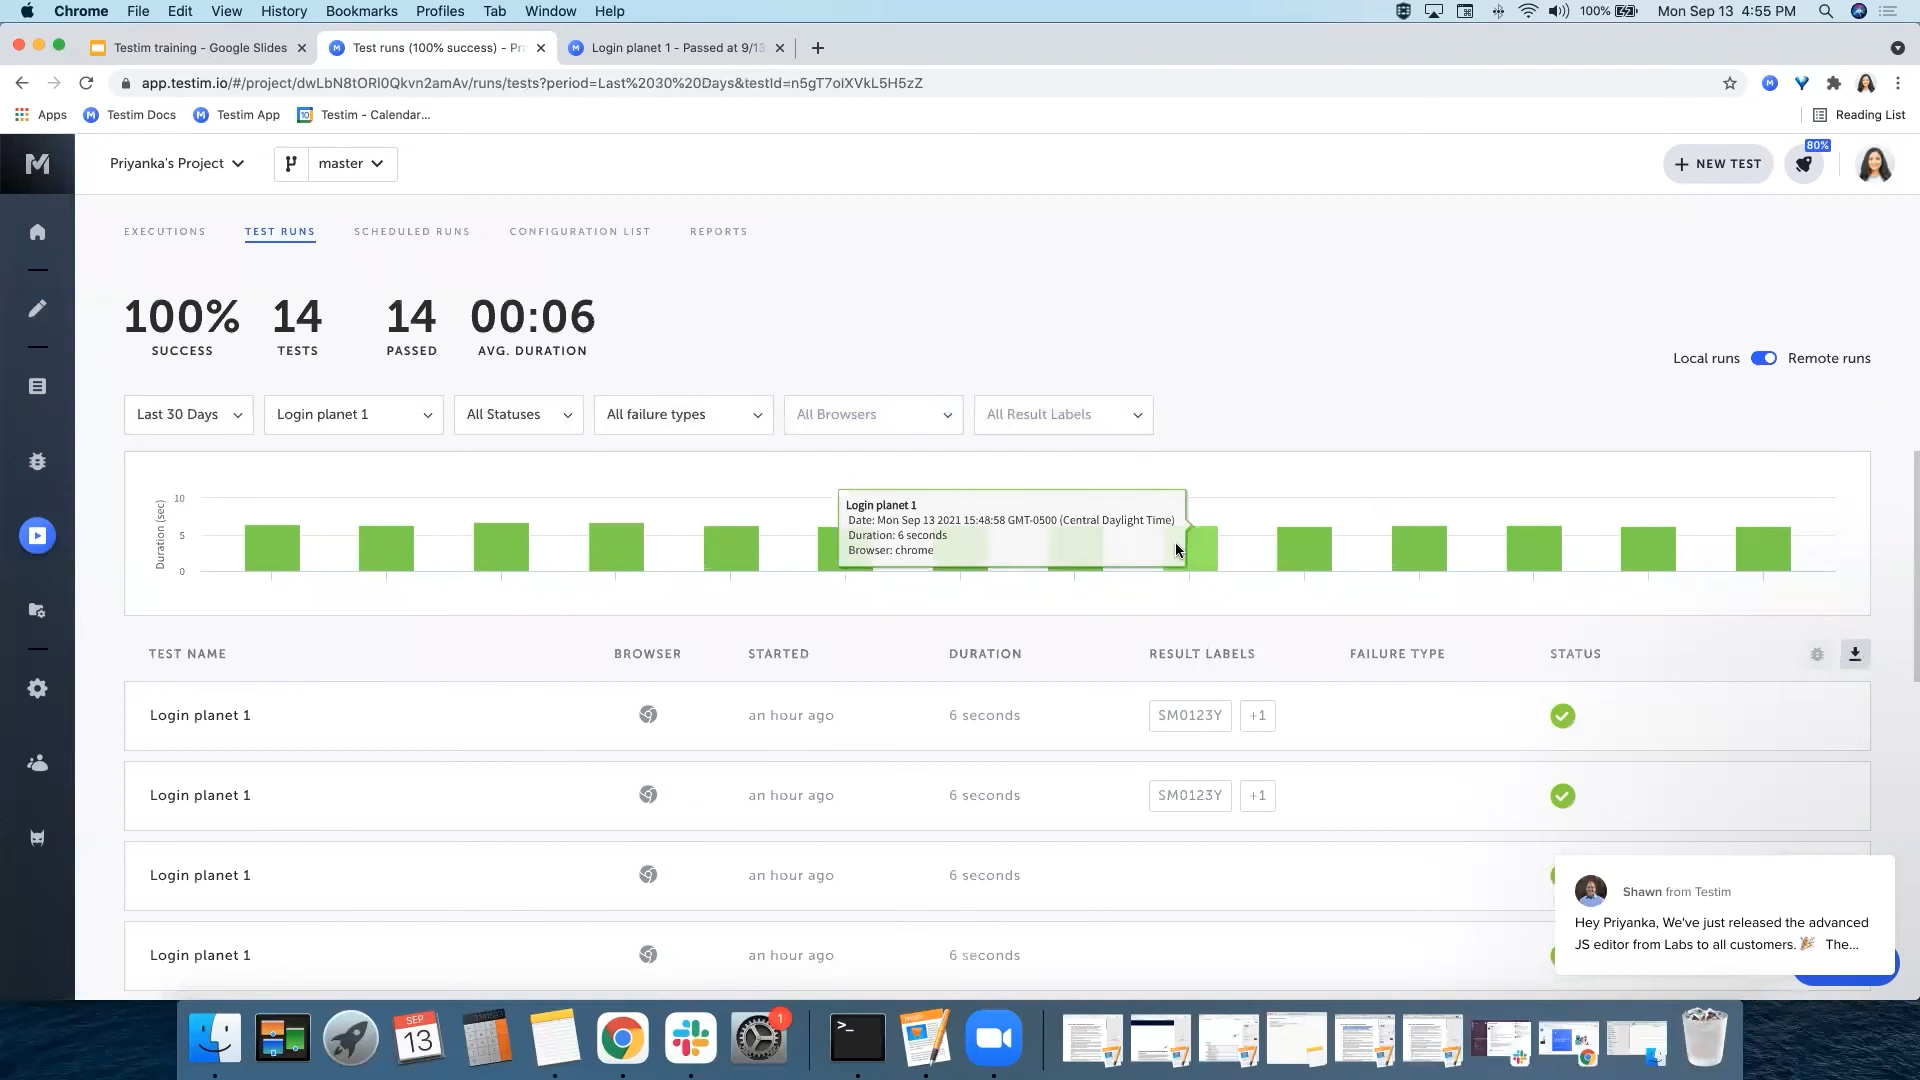 Chrome File Edit View History Bookmarks Profiles Tab Window Help 100% Mon Sep 13 4:55 PM
Testim training - Google Slides Test runs (100% success) - Pr Login planet 1 - Passed at 9/13
app.testim.io/#/project/dwLbN8tORl0Qkvn2amAv/runs/tests?period=Last%2030%20Days&testId=n5gT7oiXVkL5H5zZ
Apps Testim Docs Testim App Testim - Calendar... Reading List
Priyanka's Project master NEW TEST 80%
EXECUTIONS TEST RUNS SCHEDULED RUNS CONFIGURATION LIST REPORTS
100% 14 14 00:06
SUCCESS TESTS PASSED AVG. DURATION
Local runs Remote runs
Last 30 Days Login planet 1 All Statuses All failure types All Browsers All Result Labels
Duration (sec)
10
5
0
Login planet 1
Date: Mon Sep 13 2021 15:48:58 GMT-0500 (Central Daylight Time)
Duration: 6 seconds
Browser: chrome
TEST NAME BROWSER STARTED DURATION RESULT LABELS FAILURE TYPE STATUS
Login planet 1 an hour ago 6 seconds SM0123Y +1
Login planet 1 an hour ago 6 seconds SM0123Y +1
Login planet 1 an hour ago 6 seconds
Login planet 1 an hour ago 6 seconds
Shawn from Testim
Hey Priyanka, We've just released the advanced
JS editor from Labs to all customers. 🎉 The...
SEP
13
1